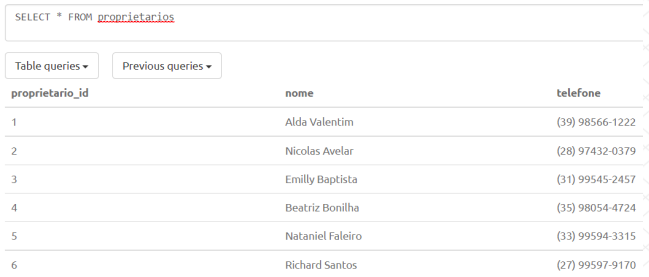 SELECT * FROM proprietarios
Table queries Previous queries
proprietario_id nome telefone
1 Alda Valentim (39) 98566-1222
2 Nicolas Avelar (28) 97432-0379
3 Emilly Baptista (31) 99545-2457
4 Beatriz Bonilha (35) 98054-4724
5 Nataniel Faleiro (33) 99594-3315
6 Richard Santos (27) 99597-9170